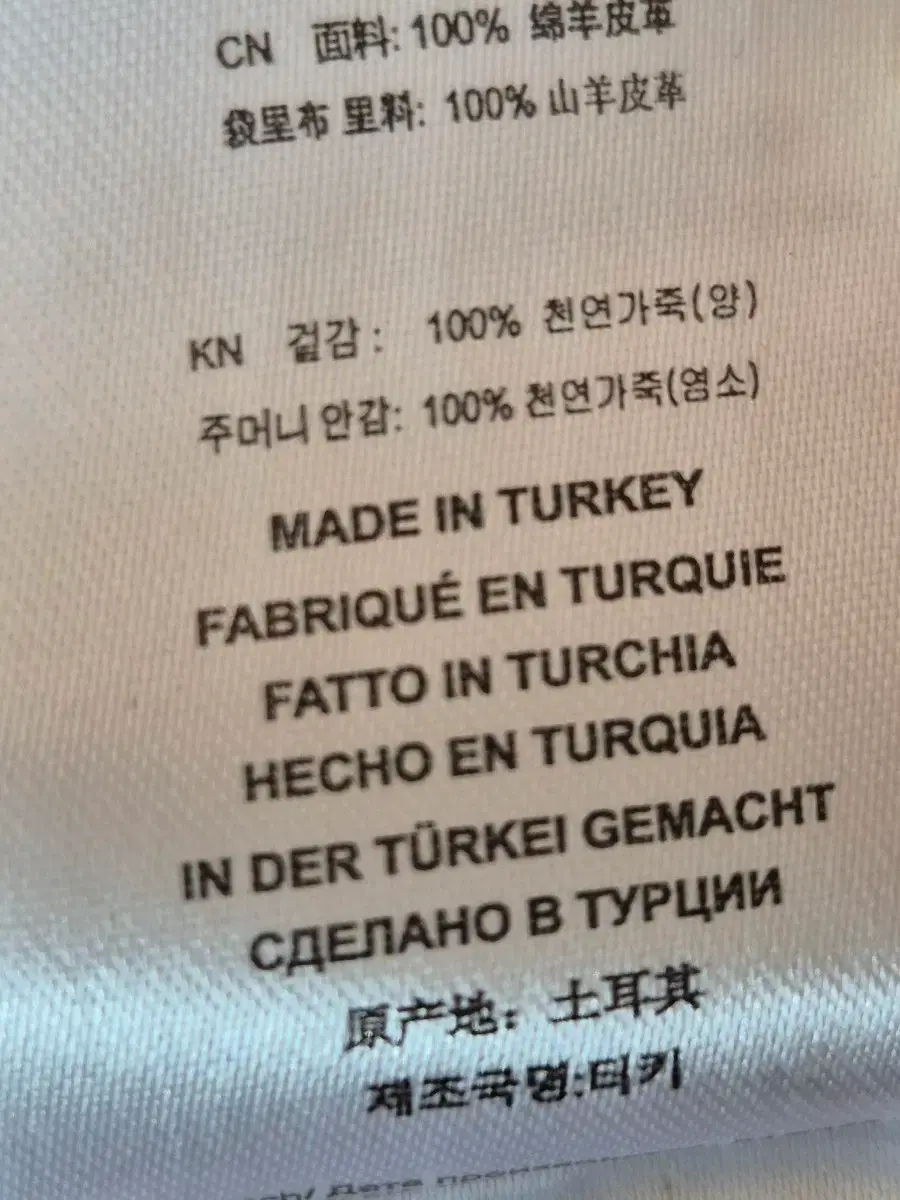 CN 面料: 100% 绵羊皮革
袋里布 里料: 100% 山羊皮革
KN 겉감 : 100% 천연가죽(양)
주머니 안감: 100% 천연가죽(염소)
MADE IN TURKEY
FABRIQUÉ EN TURQUIE
FATTO IN TURCHIA
HECHO EN TURQUIA
IN DER TÜRKEI GEMACHT
СДЕЛАНО В ТУРЦИИ
原产地: 土耳其
제조국명:터키
Дата